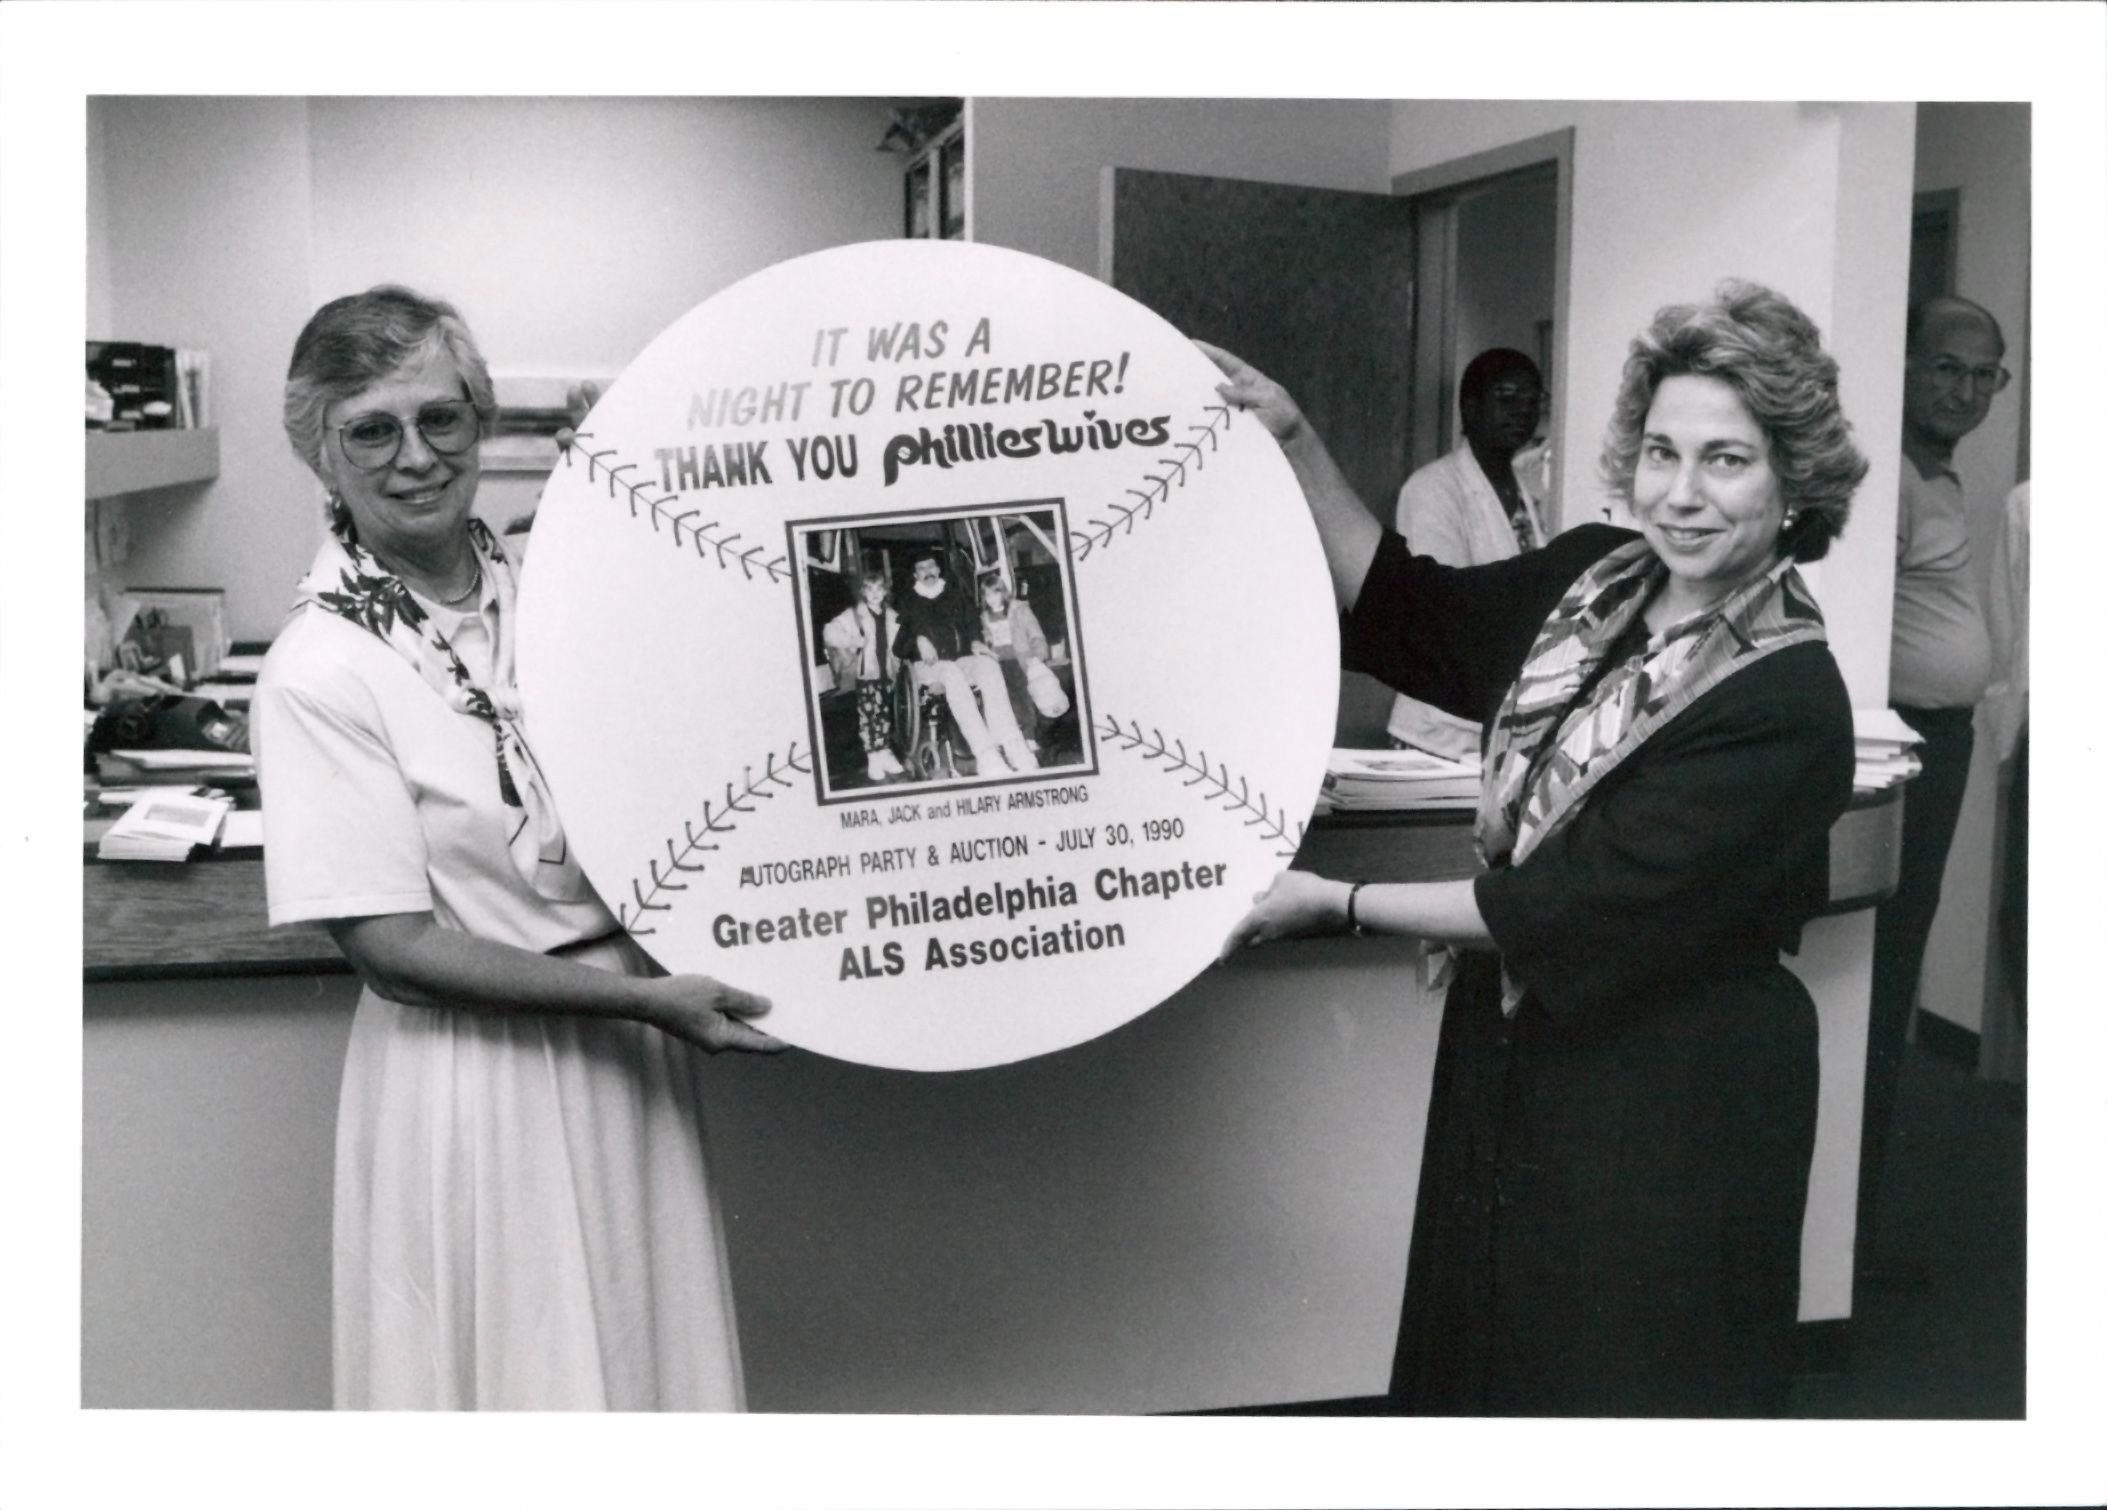 IT WAS A
NIGHT TO REMEMBER!
THANK YOU philliesWives
MARA, JACK and HILARY ARMSTRONG
AUTOGRAPH PARTY & AUCTION - JULY 30, 1990
Greater Philadelphia Chapter
ALS Association